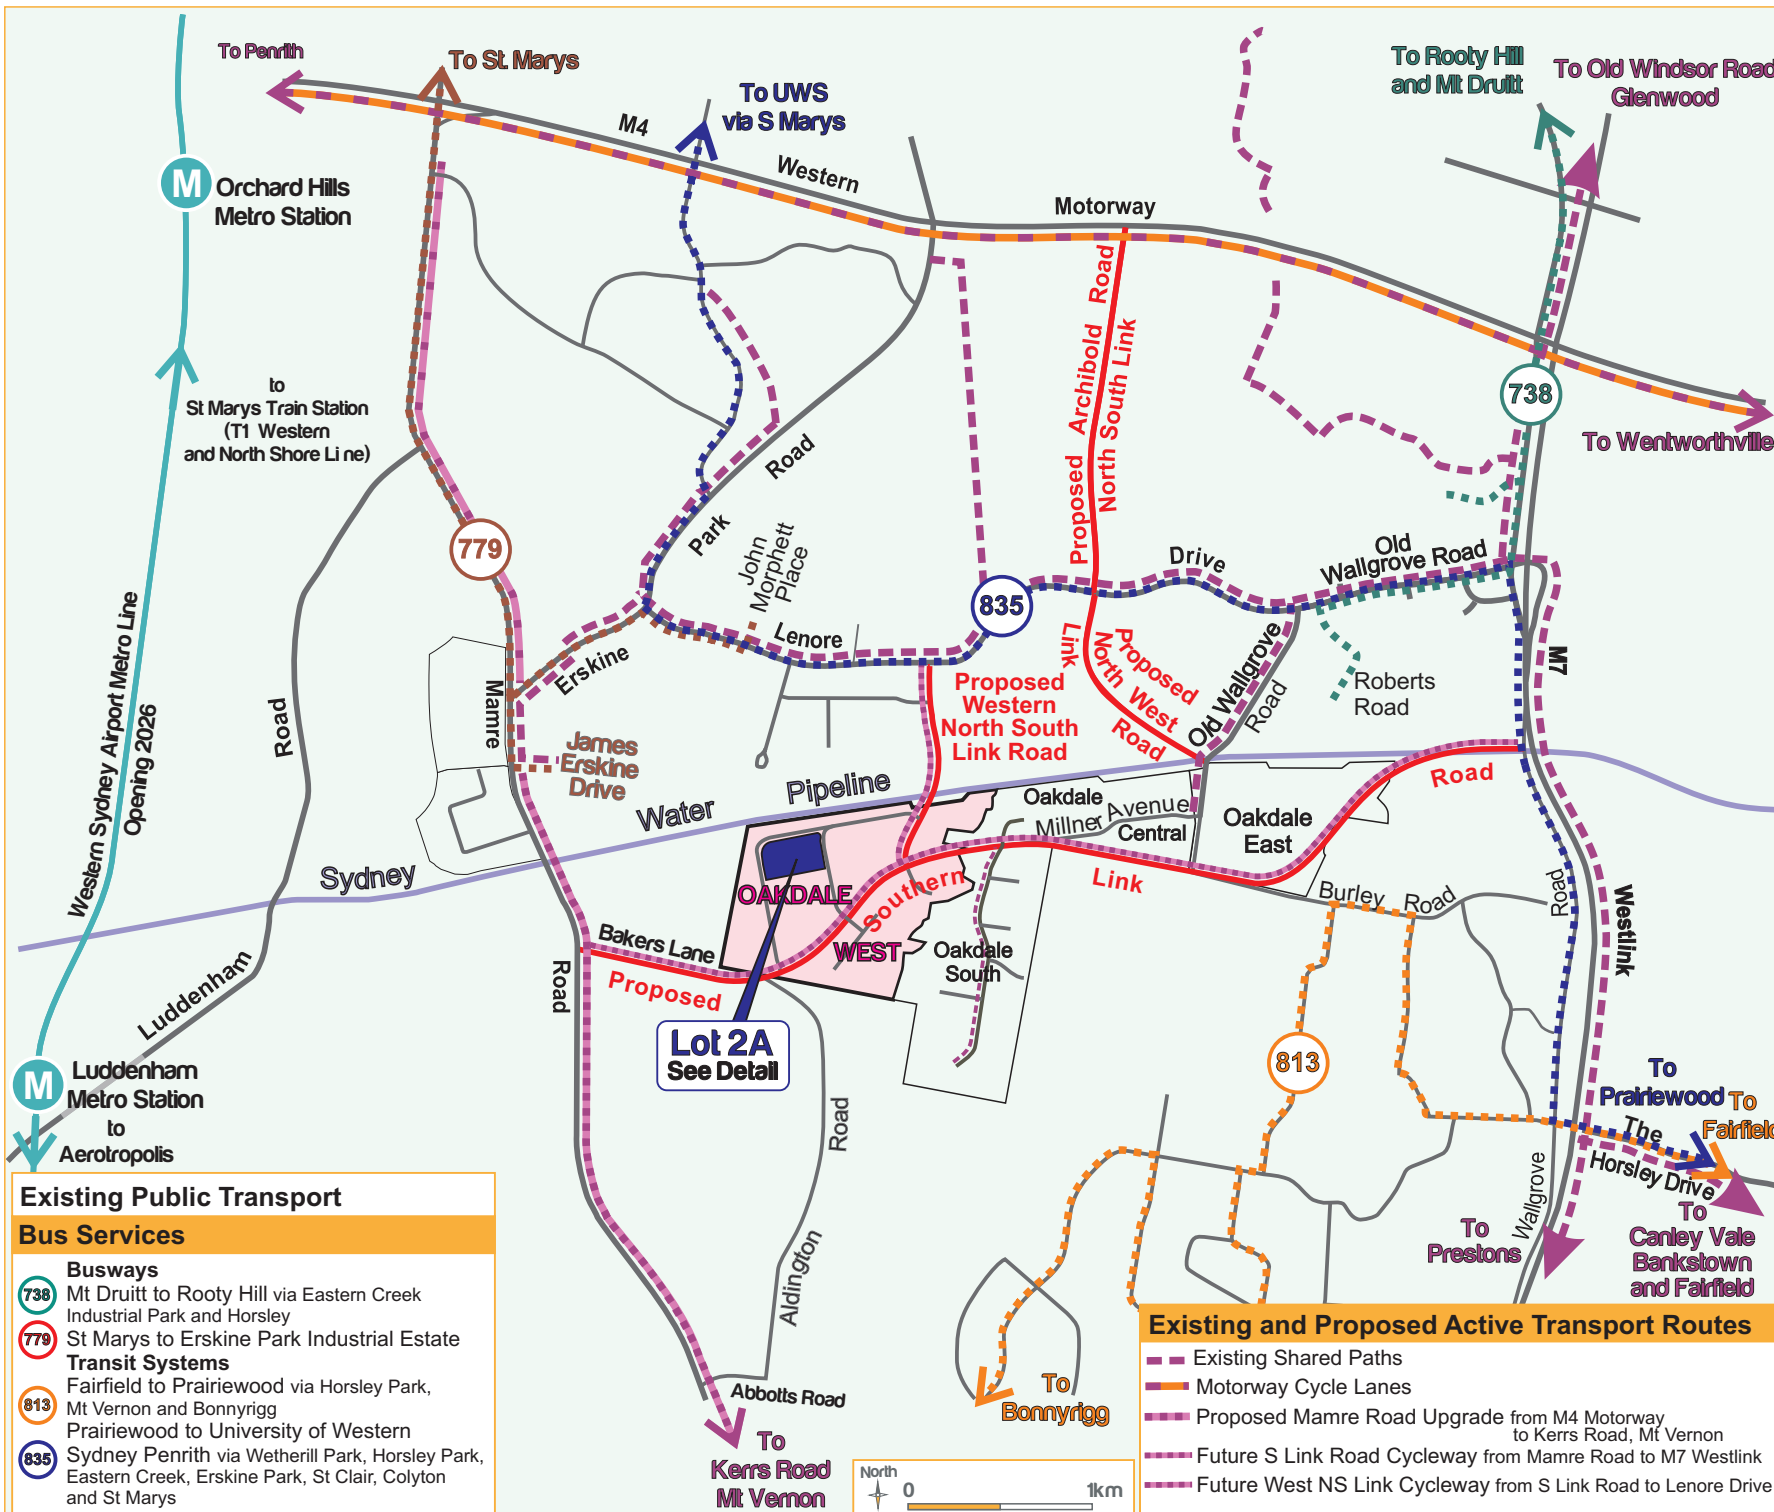 To Penrith
To St Marys
To UWS
via S Marys
To Rooty Hill
and Mt Druitt
To Old Windsor Road
Glenwood
M4
Western
Motorway
M
Orchard Hills
Metro Station
to
St Marys Train Station
(T1 Western
and North Shore Li ne)
Western Sydney Airport Metro Line
Opening 2026
779
738
835
813
To Wentworthville
Park
Road
John
Morphett
Place
Lenore
Drive
Old
Wallgrove Road
Proposed Archibold Road
North South Link
Link
Proposed
North West
Road
Proposed
Western
North South
Link Road
Old Wallgrove
Road
Roberts
Road
M7
Erskine
Mamre
Road
James
Erskine
Drive
Sydney
Water
Pipeline
Oakdale
Millner Avenue
Central
Oakdale
East
Road
OAKDALE
WEST
Southern
Link
Burley Road
Road
Westlink
Bakers Lane
Proposed
Oakdale
South
Road
Luddenham
Lot 2A
See Detail
M
Luddenham
Metro Station
to
Aerotropolis
Road
Aldington
Abbotts Road
To
Kerrs Road
Mt Vernon
To
Bonnyrigg
To
Prairiewood
To
Fairfield
The
Horsley Drive
Wallgrove
To
Prestons
To
Canley Vale
Bankstown
and Fairfield
Existing Public Transport
Bus Services
Busways
738 Mt Druitt to Rooty Hill via Eastern Creek
Industrial Park and Horsley
779 St Marys to Erskine Park Industrial Estate
Transit Systems
813 Fairfield to Prairiewood via Horsley Park,
Mt Vernon and Bonnyrigg
Prairiewood to University of Western
835 Sydney Penrith via Wetherill Park, Horsley Park,
Eastern Creek, Erskine Park, St Clair, Colyton
and St Marys
North
0 1km
Existing and Proposed Active Transport Routes
Existing Shared Paths
Motorway Cycle Lanes
Proposed Mamre Road Upgrade from M4 Motorway
to Kerrs Road, Mt Vernon
Future S Link Road Cycleway from Mamre Road to M7 Westlink
Future West NS Link Cycleway from S Link Road to Lenore Drive